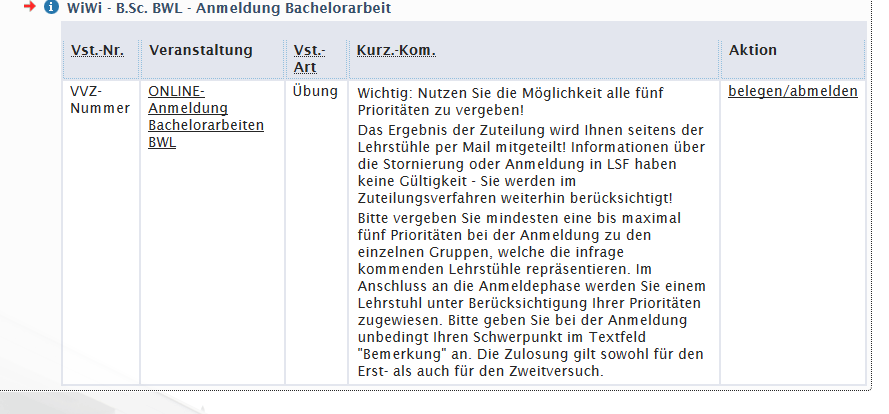 WiWi - B.Sc. BWL - Anmeldung Bachelorarbeit
Vst.-Nr.
Veranstaltung
Vst.-
Art
Kurz.-Kom.
Aktion
VVZ-
Nummer
ONLINE-
Anmeldung
Bachelorarbeiten
BWL
Übung
Wichtig: Nutzen Sie die Möglichkeit alle fünf
Prioritäten zu vergeben!
Das Ergebnis der Zuteilung wird Ihnen seitens der
Lehrstühle per Mail mitgeteilt! Informationen über
die Stornierung oder Anmeldung in LSF haben
keine Gültigkeit - Sie werden im
Zuteilungsverfahren weiterhin berücksichtigt!
Bitte vergeben Sie mindesten eine bis maximal
fünf Prioritäten bei der Anmeldung zu den
einzelnen Gruppen, welche die infrage
kommenden Lehrstühle repräsentieren. Im
Anschluss an die Anmeldephase werden Sie einem
Lehrstuhl unter Berücksichtigung Ihrer Prioritäten
zugewiesen. Bitte geben Sie bei der Anmeldung
unbedingt Ihren Schwerpunkt im Textfeld
"Bemerkung" an. Die Zulosung gilt sowohl für den
Erst- als auch für den Zweitversuch.
belegen/abmelden